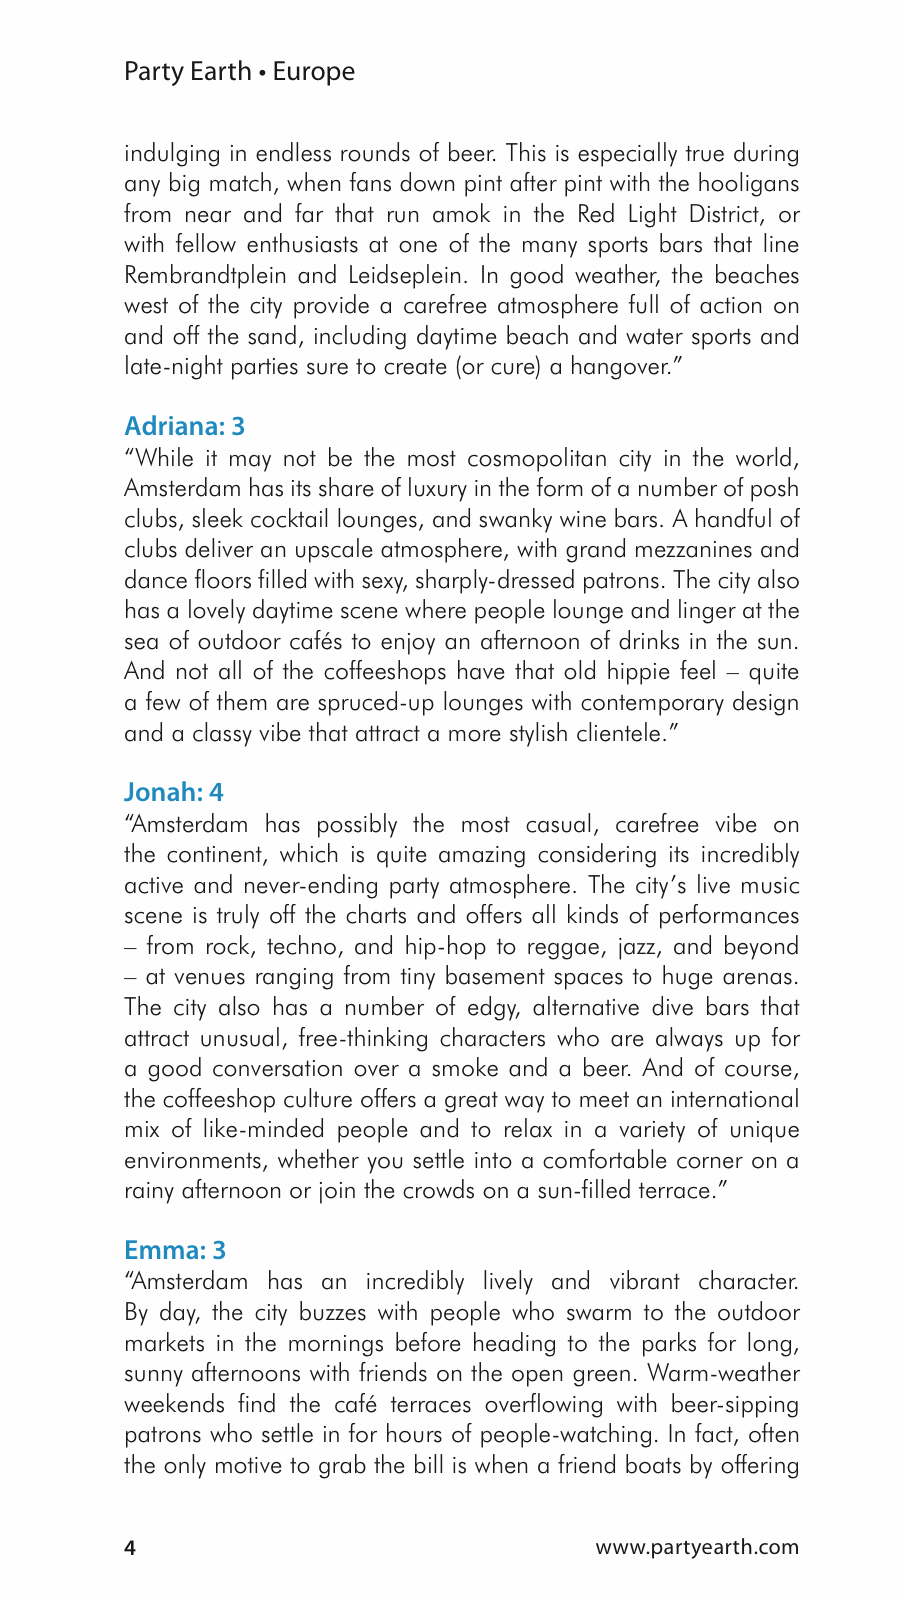 Party Earth • Europe
indulging in endless rounds of beer. This is especially true during
any big match, when fans down pint after pint with the hooligans
from near and far that run amok in the Red Light District, or
with fellow enthusiasts at one of the many sports bars that line
Rembrandtplein and Leidseplein. In good weather, the beaches
west of the city provide a carefree atmosphere full of action on
and off the sand, including daytime beach and water sports and
late-night parties sure to create (or cure) a hangover.”
Adriana: 3
“While it may not be the most cosmopolitan city in the world,
Amsterdam has its share of luxury in the form of a number of posh
clubs, sleek cocktail lounges, and swanky wine bars. A handful of
clubs deliver an upscale atmosphere, with grand mezzanines and
dance floors filled with sexy, sharply-dressed patrons. The city also
has a lovely daytime scene where people lounge and linger at the
sea of outdoor cafés to enjoy an afternoon of drinks in the sun.
And not all of the coffeeshops have that old hippie feel – quite
a few of them are spruced-up lounges with contemporary design
and a classy vibe that attract a more stylish clientele.”
Jonah: 4
“Amsterdam has possibly the most casual, carefree vibe on
the continent, which is quite amazing considering its incredibly
active and never-ending party atmosphere. The city’s live music
scene is truly off the charts and offers all kinds of performances
– from rock, techno, and hip-hop to reggae, jazz, and beyond
– at venues ranging from tiny basement spaces to huge arenas.
The city also has a number of edgy, alternative dive bars that
attract unusual, free-thinking characters who are always up for
a good conversation over a smoke and a beer. And of course,
the coffeeshop culture offers a great way to meet an international
mix of like-minded people and to relax in a variety of unique
environments, whether you settle into a comfortable corner on a
rainy afternoon or join the crowds on a sun-filled terrace.”
Emma: 3
“Amsterdam has an incredibly lively and vibrant character.
By day, the city buzzes with people who swarm to the outdoor
markets in the mornings before heading to the parks for long,
sunny afternoons with friends on the open green. Warm-weather
weekends find the café terraces overflowing with beer-sipping
patrons who settle in for hours of people-watching. In fact, often
the only motive to grab the bill is when a friend boats by offering
4 www.partyearth.com